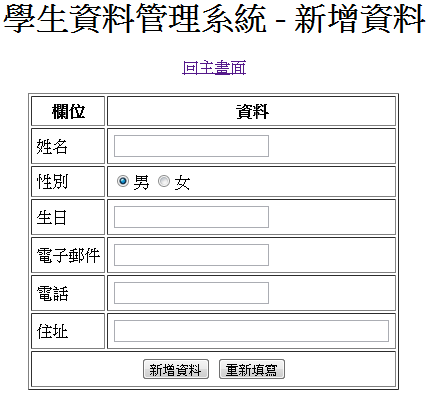 學生資料管理系統 - 新增資料
回主畫面
欄位 資料
姓名
性別 男 女
生日
電子郵件
電話
住址
新增資料 重新填寫